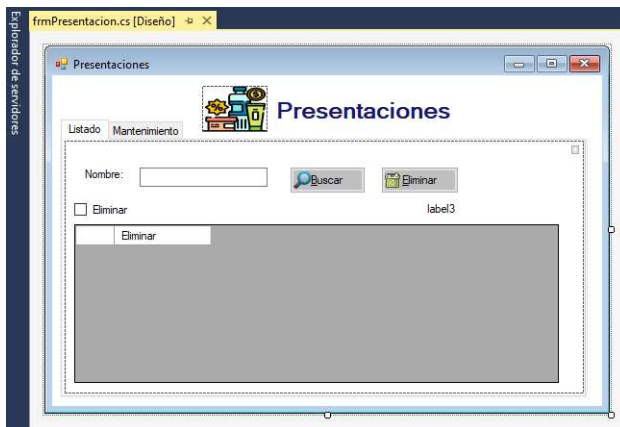 Explorador de servidores
frmPresentacion.cs [Diseño]
Presentaciones
Presentaciones
Listado Mantenimiento
Nombre: Buscar Eliminar
Eliminar label3
Eliminar